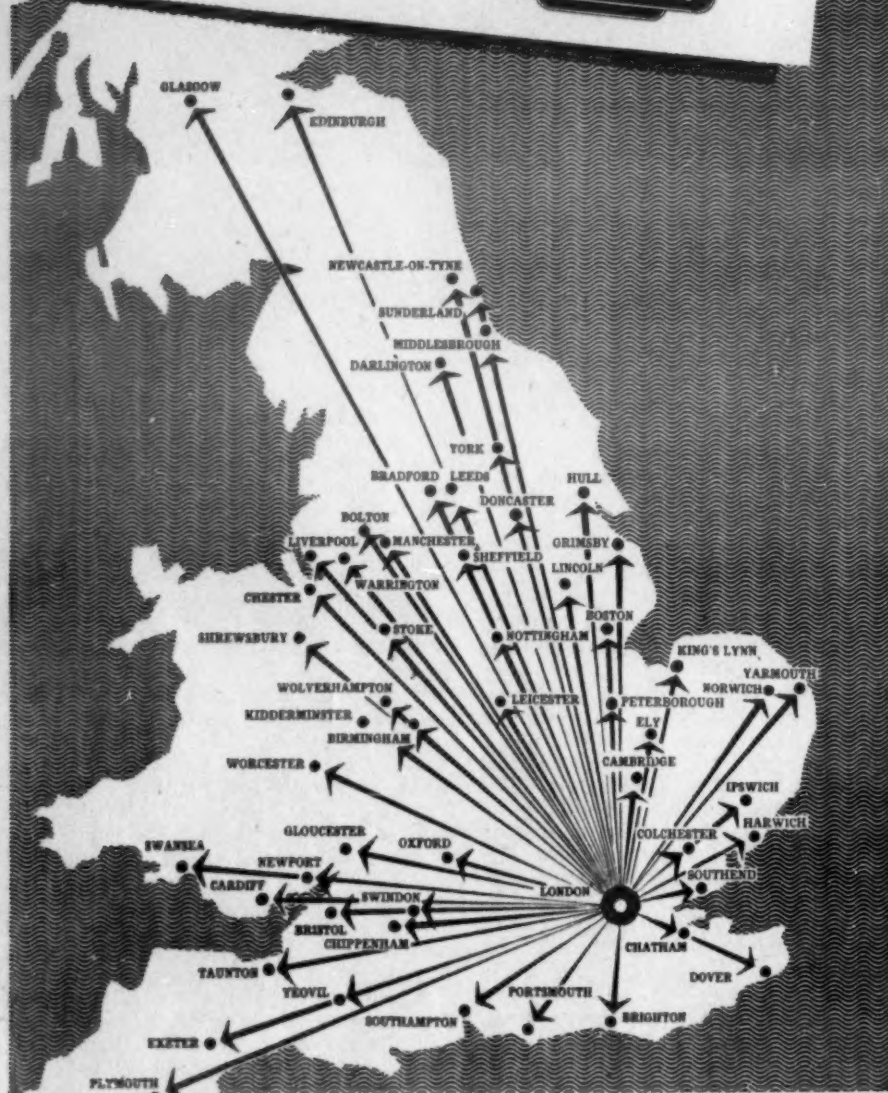 GLASGOW
EDINBURGH
NEWCASTLE-ON-TYNE
SUNDERLAND
MIDDLESBROUGH
DARLINGTON
YORK
BRADFORD
LEEDS
HULL
DONCASTER
BOLTON
LIVERPOOL
MANCHESTER
SHEFFIELD
GRIMSBY
WARRINGTON
LINCOLN
CHESTER
BOSTON
SHREWSBURY
STOKE
NOTTINGHAM
KING'S LYNN
YARMOUTH
WOLVERHAMPTON
LEICESTER
NORWICH
PETERBOROUGH
KIDDERMINSTER
ELY
BIRMINGHAM
WORCESTER
CAMBRIDGE
IPSWICH
HARWICH
GLOUCESTER
OXFORD
COLCHESTER
SWANSEA
NEWPORT
SOUTHEND
CARDIFF
LONDON
SWINDON
BRISTOL
CHIPPENHAM
CHATHAM
TAUNTON
DOVER
YEOVIL
PORTSMOUTH
SOUTHAMPTON
BRIGHTON
EXETER
PLYMOUTH